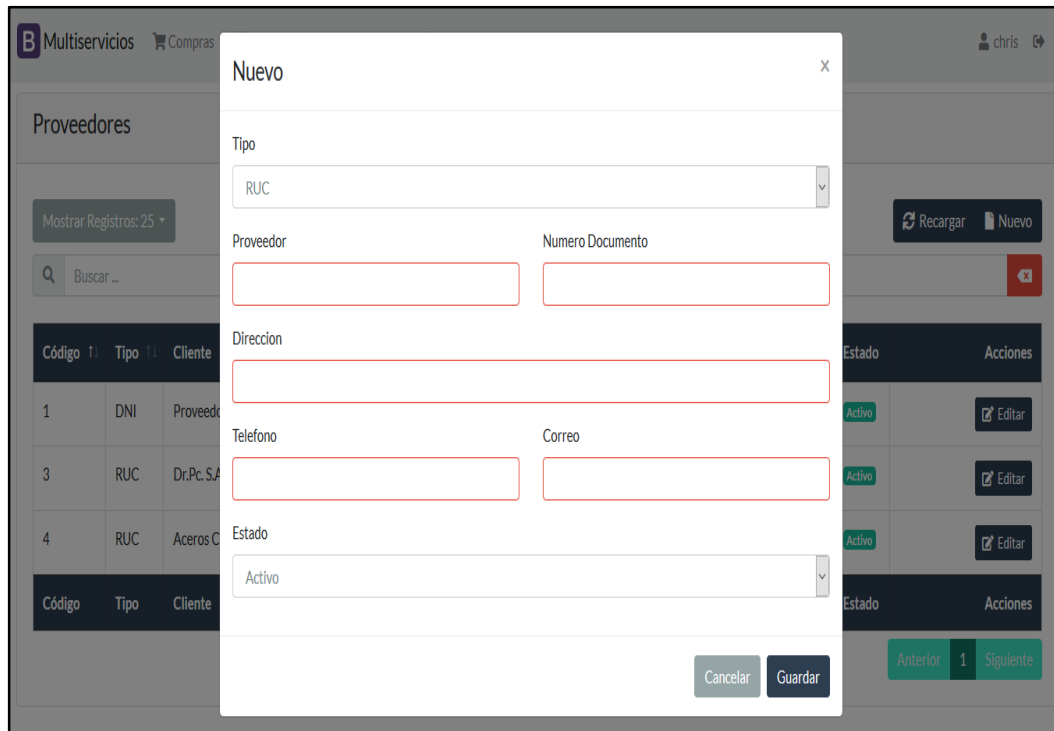 B Multiservicios Compras chris
Nuevo x
Proveedores
Tipo
RUC
Mostrar Registros: 25 Recargar Nuevo
Proveedor Numero Documento
Buscar ...
Direccion
Código Tipo Cliente Estado Acciones
1 DNI Activo Editar
Telefono Correo
3 RUC Dr.Pc. Activo Editar
4 RUC Aceros Activo Editar
Estado
Activo
Código Tipo Cliente Estado Acciones
Anterior 1 Siguiente
Cancelar Guardar